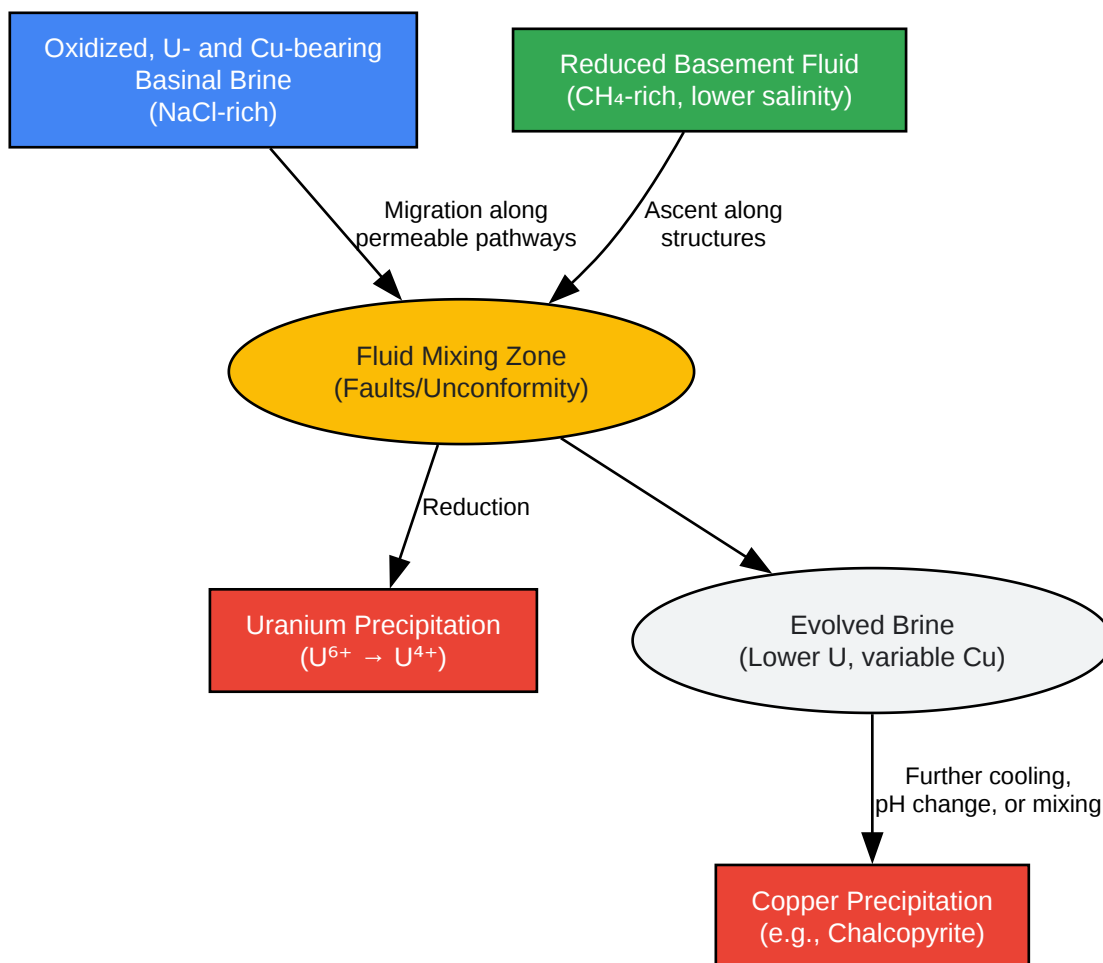 Oxidized, U- and Cu-bearing
Basinal Brine
(NaCl-rich)
Reduced Basement Fluid
(CH₄-rich, lower salinity)
Migration along
permeable pathways
Ascent along
structures
Fluid Mixing Zone
(Faults/Unconformity)
Reduction
Uranium Precipitation
(U⁶⁺ → U⁴⁺)
Evolved Brine
(Lower U, variable Cu)
Further cooling,
pH change, or mixing
Copper Precipitation
(e.g., Chalcopyrite)